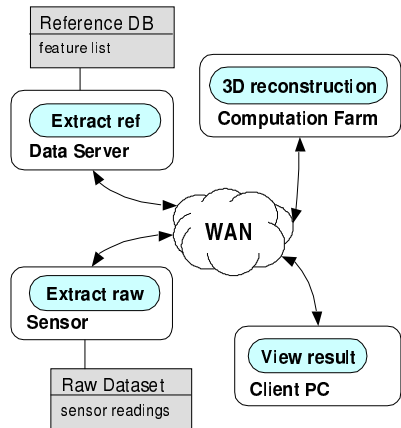 Reference DB
feature list
Extract ref
Data Server
3D reconstruction
Computation Farm
WAN
Extract raw
Sensor
View result
Client PC
Raw Dataset
sensor readings